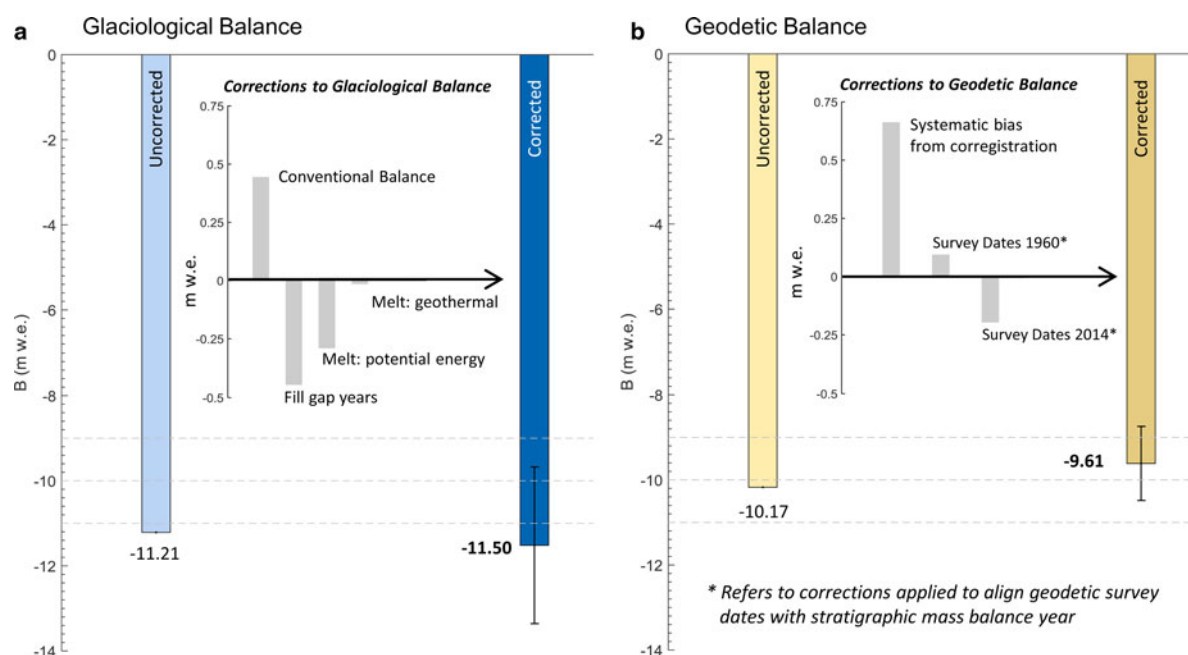 a Glaciological Balance
B (m w.e.)
0
-2
-4
-6
-8
-10
-12
-14
Uncorrected
-11.21
Corrections to Glaciological Balance
m w.e.
0.75
0.5
0.25
0
-0.25
-0.5
Conventional Balance
Melt: geothermal
Melt: potential energy
Fill gap years
Corrected
-11.50
b Geodetic Balance
B (m w.e.)
0
-2
-4
-6
-8
-10
-12
-14
Uncorrected
-10.17
Corrections to Geodetic Balance
m w.e.
0.75
0.5
0.25
0
-0.25
-0.5
Systematic bias
from corregistration
Survey Dates 1960*
Survey Dates 2014*
Corrected
-9.61
* Refers to corrections applied to align geodetic survey
dates with stratigraphic mass balance year